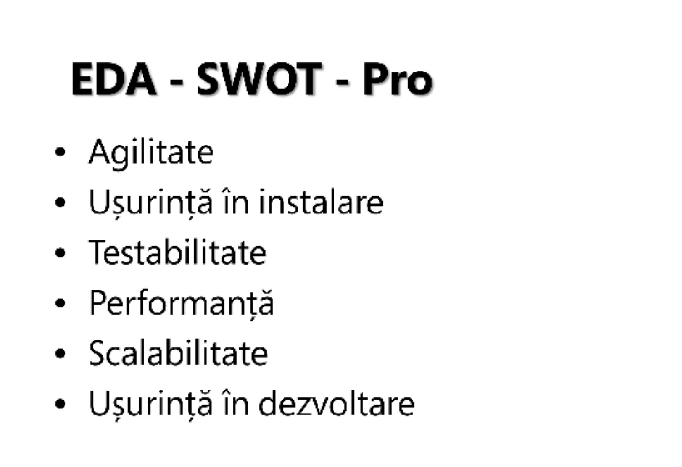 EDA - SWOT - Pro
• Agilitate
• Ușurință în instalare
• Testabilitate
• Performanță
• Scalabilitate
• Ușurință în dezvoltare